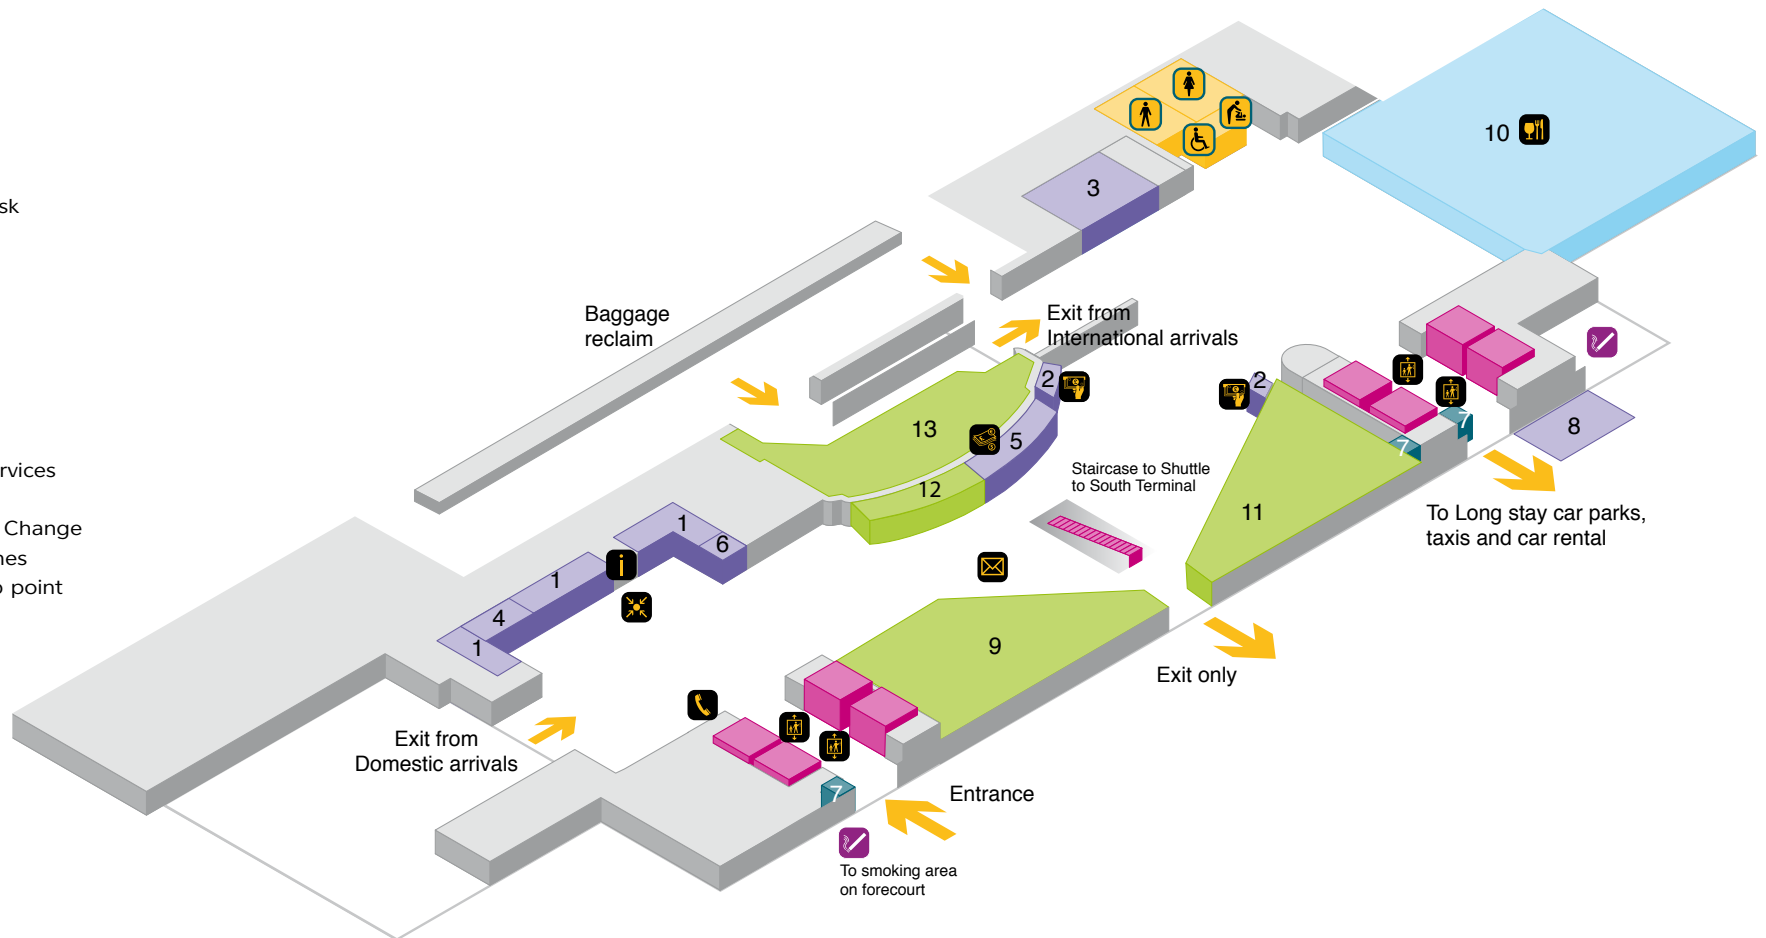 sk
rvices
Change
nes
o point
10
3
Baggage
reclaim
Exit from
International arrivals
2
2
13
5
12
7
7
8
Staircase to Shuttle
to South Terminal
11
To Long stay car parks,
taxis and car rental
1
6
1
4
1
9
Exit only
Exit from
Domestic arrivals
7
Entrance
To smoking area
on forecourt